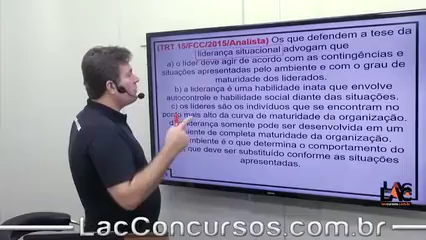 (TRT 15/FCC/2015/Analista) Os que defendem a tese da
liderança situacional advogam que
a) o líder deve agir de acordo com as contingências e
situações apresentadas pelo ambiente e com o grau de
maturidade dos liderados.
b) a liderança é uma habilidade inata que envolve
autocontrole e habilidade social diante das situações.
c) os líderes são os indivíduos que se encontram no
ponto mais alto da curva de maturidade da organização.
liderança somente pode ser desenvolvida em um
de completa maturidade da organização.
ambiente é o que determina o comportamento do
que deve ser substituído conforme as situações
apresentadas.
LAC
LacConcursos.com.br